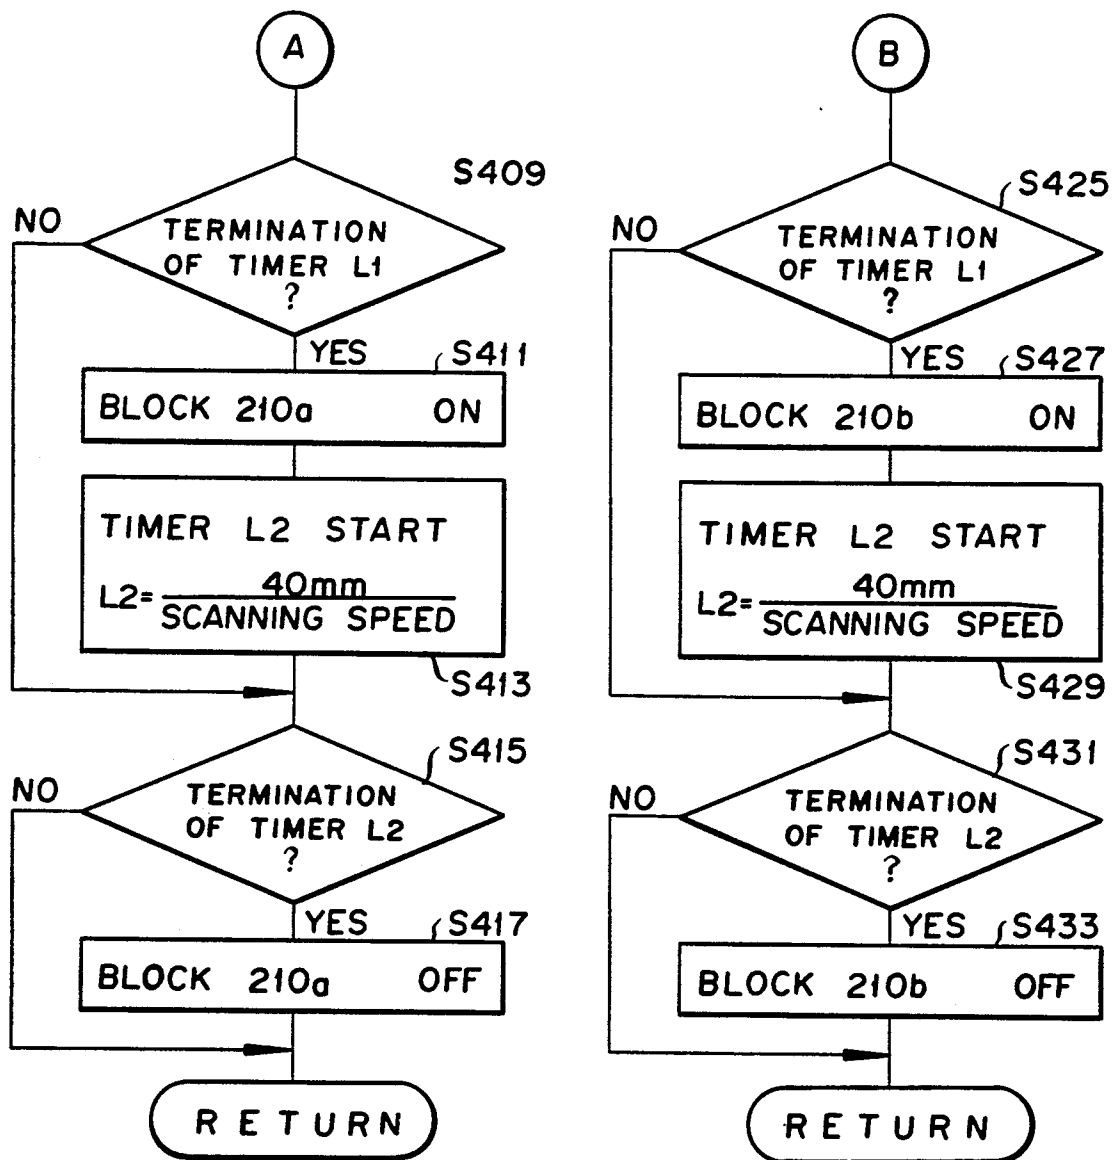 A
S409
NO
TERMINATION
OF TIMER L1
?
YES
S411
BLOCK 210a ON
TIMER L2 START
L2= 40mm
SCANNING SPEED
S413
S415
NO
TERMINATION
OF TIMER L2
?
YES
S417
BLOCK 210a OFF
RETURN
B
S425
NO
TERMINATION
OF TIMER L1
?
YES
S427
BLOCK 210b ON
TIMER L2 START
L2= 40mm
SCANNING SPEED
S429
S431
NO
TERMINATION
OF TIMER L2
?
YES
S433
BLOCK 210b OFF
RETURN